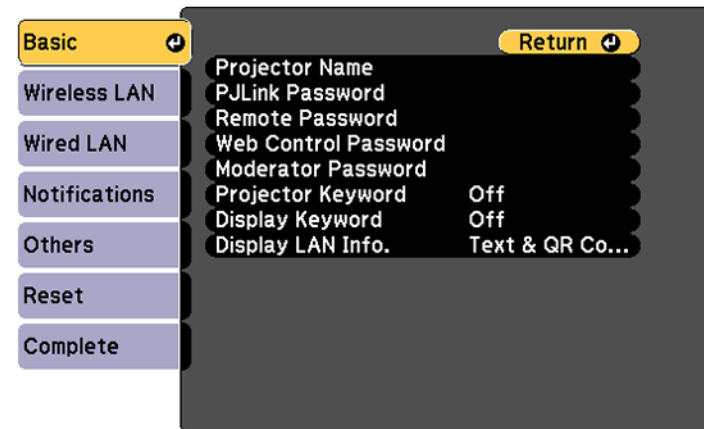 Basic
Wireless LAN
Wired LAN
Notifications
Others
Reset
Complete
Return
Projector Name
PJLink Password
Remote Password
Web Control Password
Moderator Password
Projector Keyword Off
Display Keyword Off
Display LAN Info. Text & QR Co...